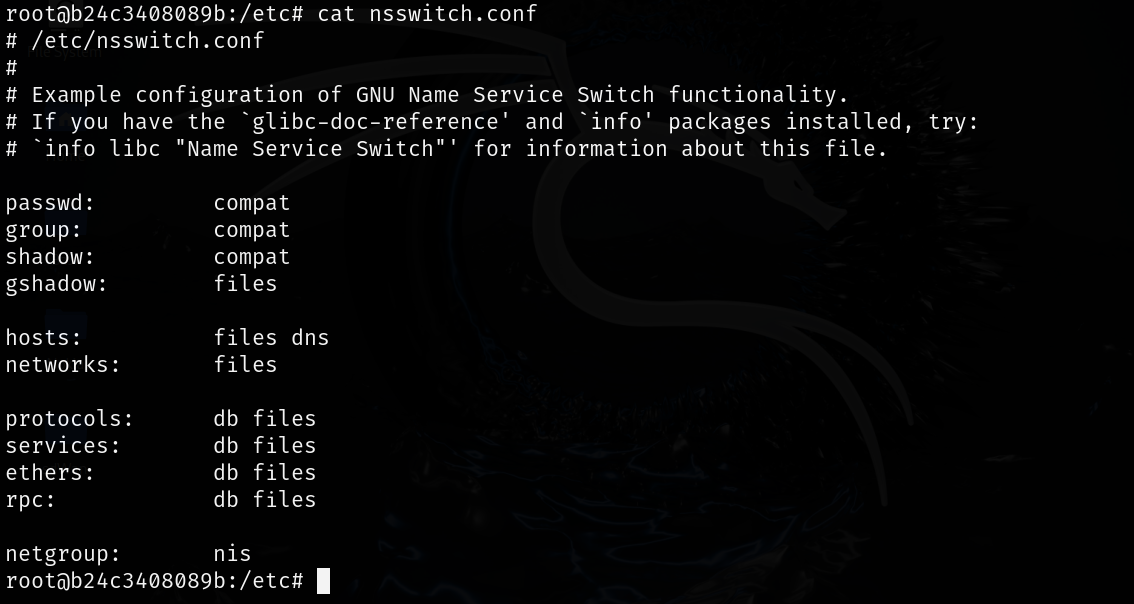 root@b24c3408089b:/etc# cat nsswitch.conf
# /etc/nsswitch.conf
#
# Example configuration of GNU Name Service Switch functionality.
# If you have the `glibc-doc-reference' and `info' packages installed, try:
# `info libc "Name Service Switch"' for information about this file.

passwd:         compat
group:          compat
shadow:         compat
gshadow:        files

hosts:          files dns
networks:       files

protocols:      db files
services:       db files
ethers:         db files
rpc:            db files

netgroup:       nis
root@b24c3408089b:/etc#